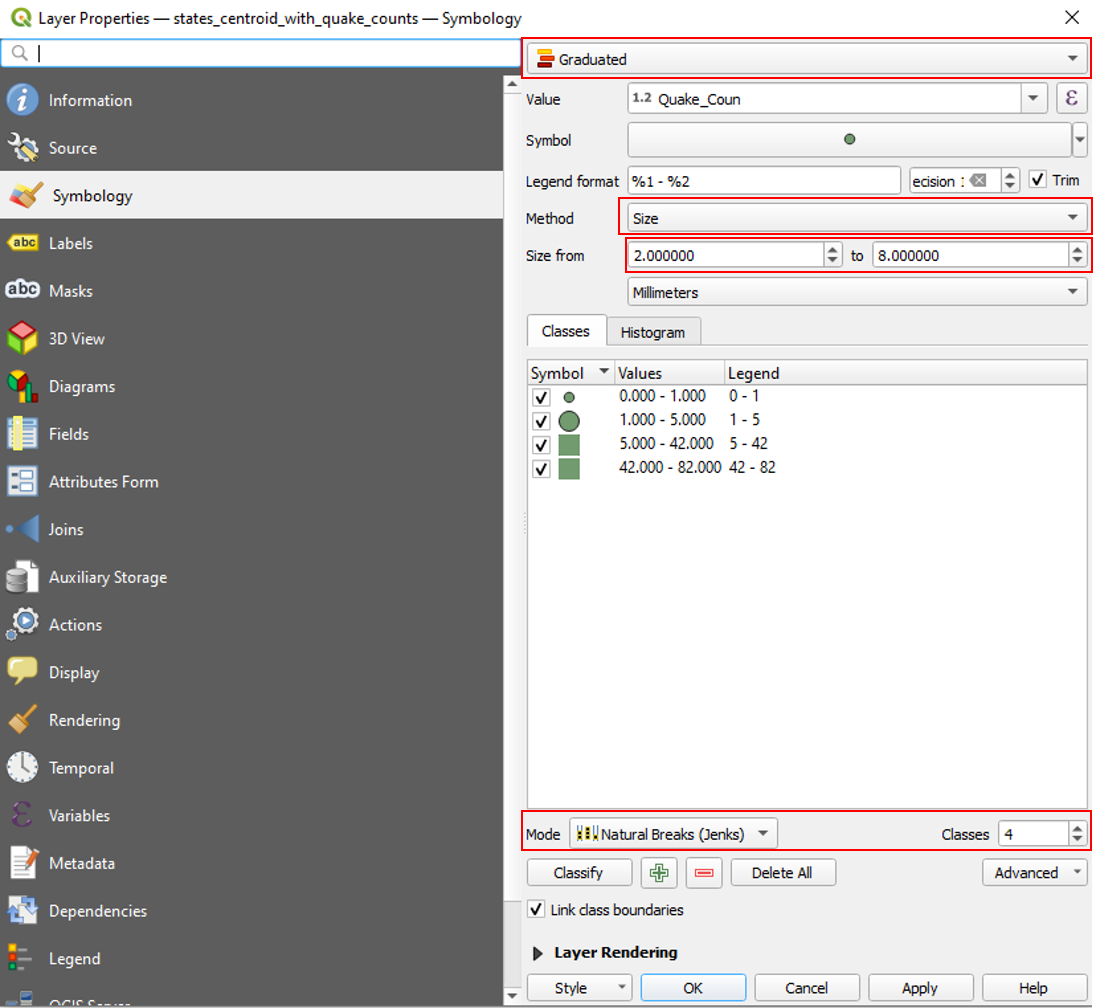 Layer Properties — states_centroid_with_quake_counts — Symbology
Information
Source
Symbology
abc Labels
abc Masks
3D View
Diagrams
Fields
Attributes Form
Joins
Auxiliary Storage
Actions
Display
Rendering
Temporal
Variables
Metadata
Dependencies
Legend
QGIS Server
Graduated
Value 1.2 Quake_Coun ε
Symbol
Legend format %1 - %2 ecision : Trim
Method Size
Size from 2.000000 to 8.000000
Millimeters
Classes Histogram
Symbol Values Legend
0.000 - 1.000 0 - 1
1.000 - 5.000 1 - 5
5.000 - 42.000 5 - 42
42.000 - 82.000 42 - 82
Mode Natural Breaks (Jenks) Classes 4
Classify Delete All Advanced
Link class boundaries
Layer Rendering
Style OK Cancel Apply Help